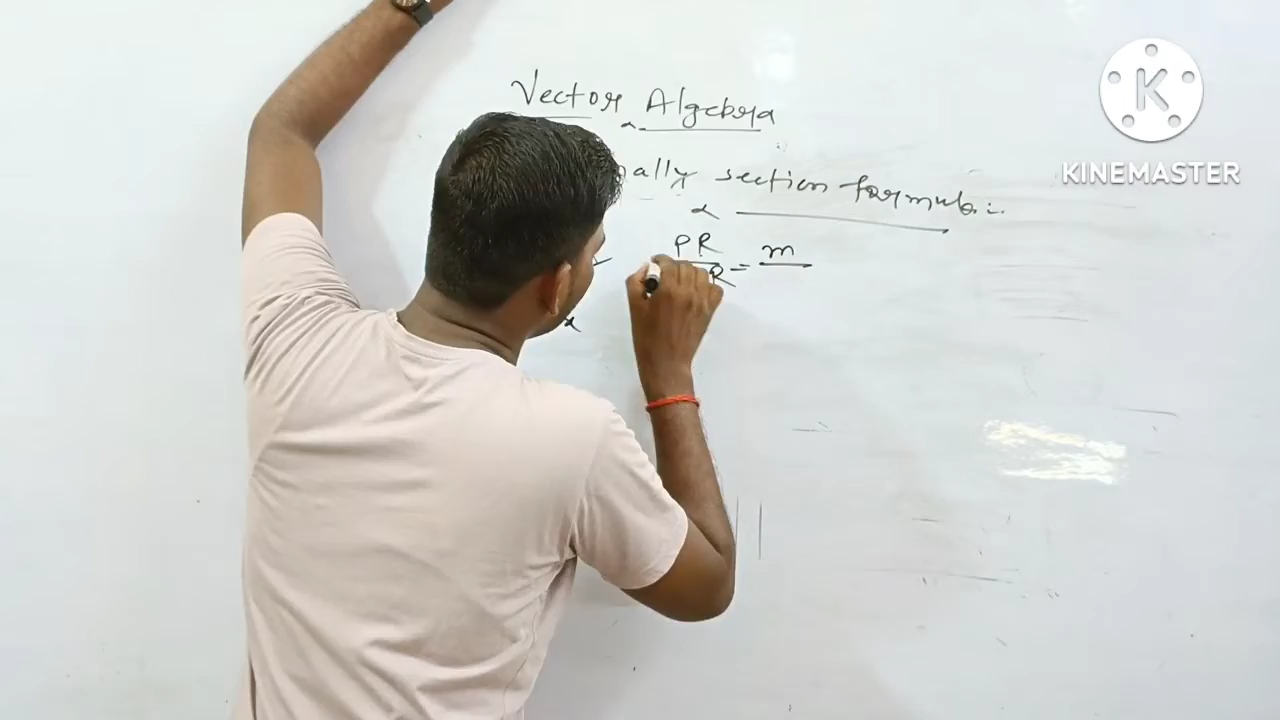 Vector Algebra
nally section formula:-
PR
R = m
KINEMASTER